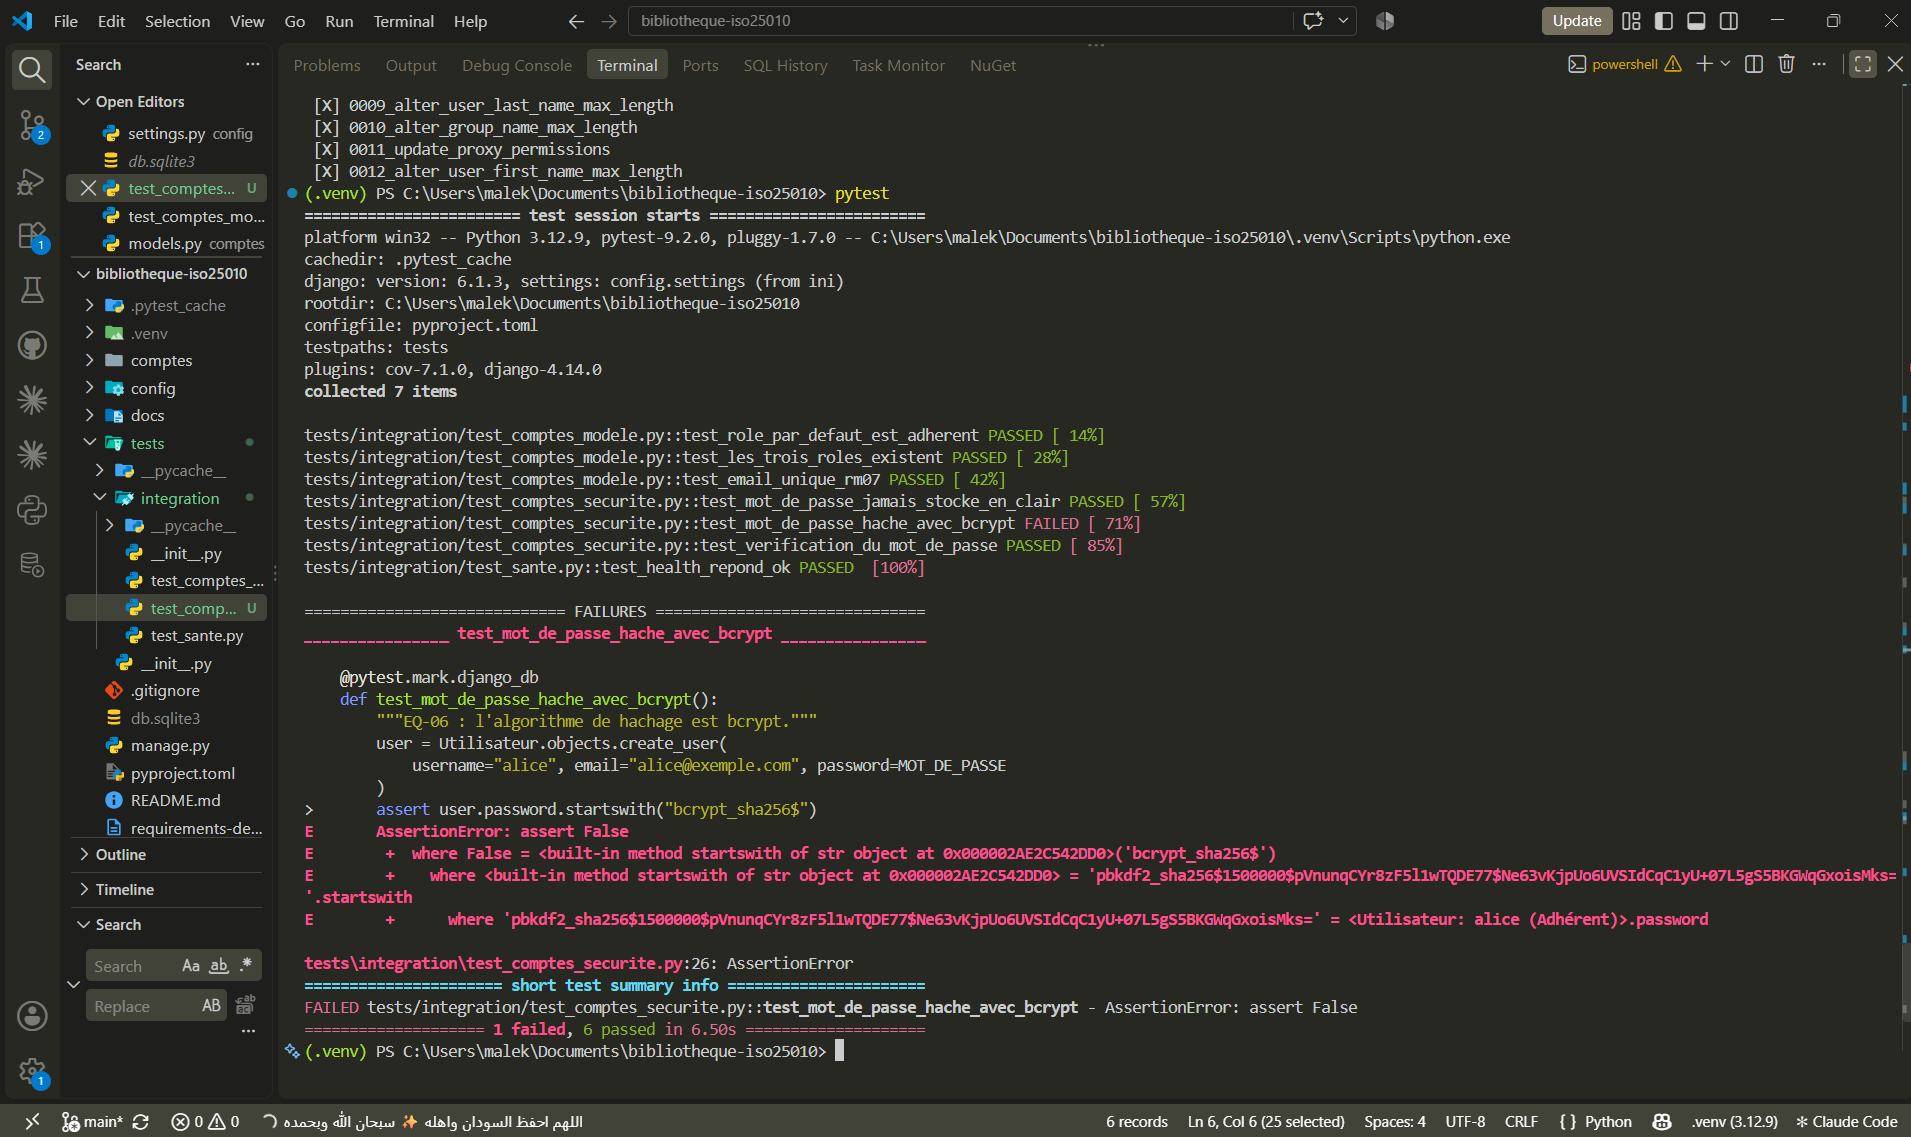 File Edit Selection View Go Run Terminal Help
bibliotheque-iso25010
Update
Search
Open Editors
settings.py config
db.sqlite3
test_comptes... U
test_comptes_mo...
models.py comptes
bibliotheque-iso25010
.pytest_cache
.venv
comptes
config
docs
tests
__pycache__
integration
__pycache__
__init__.py
test_comptes_...
test_comp... U
test_sante.py
__init__.py
.gitignore
db.sqlite3
manage.py
pyproject.toml
README.md
requirements-de...
Outline
Timeline
Search
Search Aa ab .*
Replace AB
2
1
1
Problems Output Debug Console Terminal Ports SQL History Task Monitor NuGet
powershell
[X] 0009_alter_user_last_name_max_length
[X] 0010_alter_group_name_max_length
[X] 0011_update_proxy_permissions
[X] 0012_alter_user_first_name_max_length
(.venv) PS C:\Users\malek\Documents\bibliotheque-iso25010> pytest
======================== test session starts ========================
platform win32 -- Python 3.12.9, pytest-9.2.0, pluggy-1.7.0 -- C:\Users\malek\Documents\bibliotheque-iso25010\.venv\Scripts\python.exe
cachedir: .pytest_cache
django: version: 6.1.3, settings: config.settings (from ini)
rootdir: C:\Users\malek\Documents\bibliotheque-iso25010
configfile: pyproject.toml
testpaths: tests
plugins: cov-7.1.0, django-4.14.0
collected 7 items
tests/integration/test_comptes_modele.py::test_role_par_defaut_est_adherent PASSED [ 14%]
tests/integration/test_comptes_modele.py::test_les_trois_roles_existent PASSED [ 28%]
tests/integration/test_comptes_modele.py::test_email_unique_rm07 PASSED [ 42%]
tests/integration/test_comptes_securite.py::test_mot_de_passe_jamais_stocke_en_clair PASSED [ 57%]
tests/integration/test_comptes_securite.py::test_mot_de_passe_hache_avec_bcrypt FAILED [ 71%]
tests/integration/test_comptes_securite.py::test_verification_du_mot_de_passe PASSED [ 85%]
tests/integration/test_sante.py::test_health_repond_ok PASSED  [100%]
============================= FAILURES ==============================
________________ test_mot_de_passe_hache_avec_bcrypt ________________
@pytest.mark.django_db
def test_mot_de_passe_hache_avec_bcrypt():
"""EQ-06 : l'algorithme de hachage est bcrypt."""
user = Utilisateur.objects.create_user(
username="alice", email="alice@exemple.com", password=MOT_DE_PASSE
)
> assert user.password.startswith("bcrypt_sha256$")
E AssertionError: assert False
E + where False = <built-in method startswith of str object at 0x000002AE2C542DD0>('bcrypt_sha256$')
E + where <built-in method startswith of str object at 0x000002AE2C542DD0> = 'pbkdf2_sha256$1500000$pVnunqCYr8zF5l1wTQDE77$Ne63vKjpUo6UVSIdCqC1yU+07L5gS5BKGWqGxoisMks=
'.startswith
E + where 'pbkdf2_sha256$1500000$pVnunqCYr8zF5l1wTQDE77$Ne63vKjpUo6UVSIdCqC1yU+07L5gS5BKGWqGxoisMks=' = <Utilisateur: alice (Adhérent)>.password
tests\integration\test_comptes_securite.py:26: AssertionError
====================== short test summary info ======================
FAILED tests/integration/test_comptes_securite.py::test_mot_de_passe_hache_avec_bcrypt - AssertionError: assert False
==================== 1 failed, 6 passed in 6.50s ====================
(.venv) PS C:\Users\malek\Documents\bibliotheque-iso25010>
main* 0 0 اللهم احفظ السودان واهله ✨ سبحان الله وبحمده 6 records Ln 6, Col 6 (25 selected) Spaces: 4 UTF-8 CRLF { } Python .venv (3.12.9) Claude Code